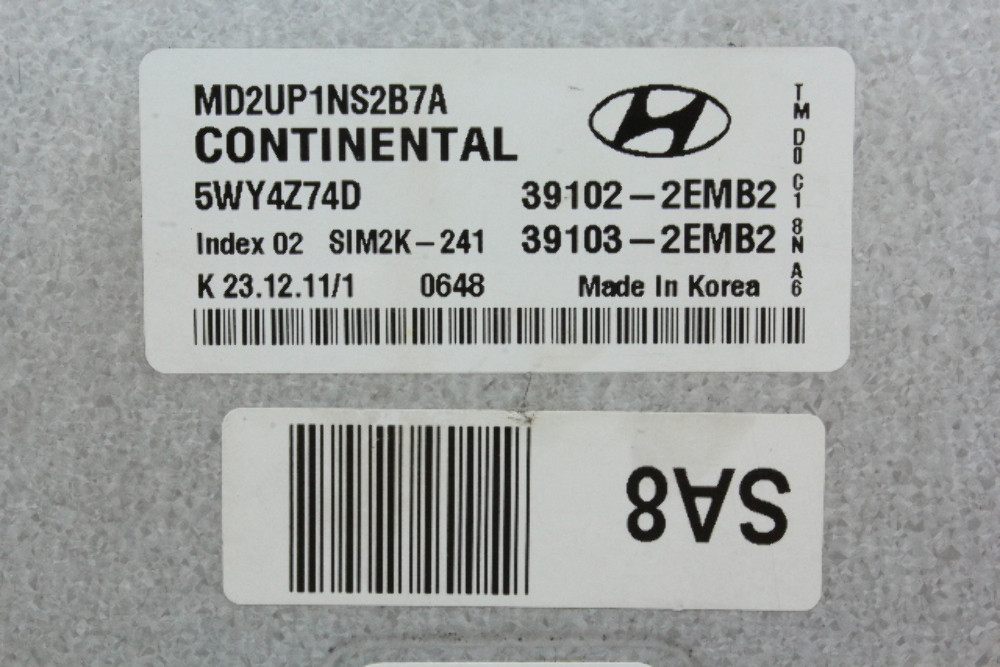 MD2UP1NS2B7A
CONTINENTAL
5WY4Z74D 39102-2EMB2
Index 02 SIM2K-241 39103-2EMB2
K 23.12.11/1 0648 Made In Korea
TM D0 C1 8N A6
SA8